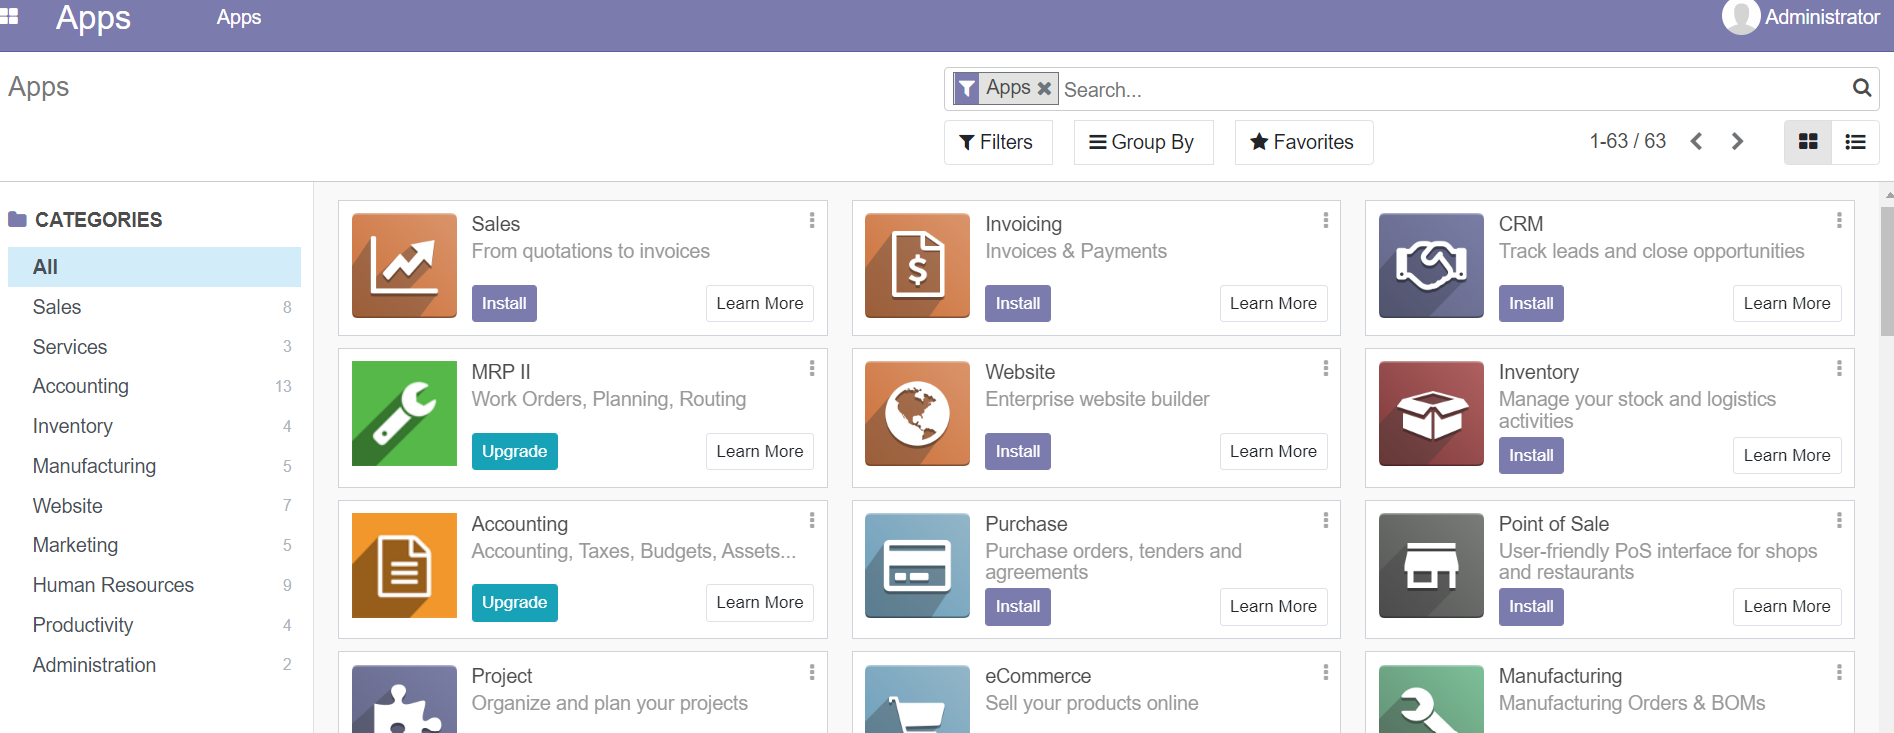 Apps
Apps
Administrator
Apps
Apps
Search...
Filters
Group By
Favorites
1-63 / 63
CATEGORIES
All
Sales 8
Services 3
Accounting 13
Inventory 4
Manufacturing 5
Website 7
Marketing 5
Human Resources 9
Productivity 4
Administration 2
Sales
From quotations to invoices
Install
Learn More
Invoicing
Invoices & Payments
Install
Learn More
CRM
Track leads and close opportunities
Install
Learn More
MRP II
Work Orders, Planning, Routing
Upgrade
Learn More
Website
Enterprise website builder
Install
Learn More
Inventory
Manage your stock and logistics
activities
Install
Learn More
Accounting
Accounting, Taxes, Budgets, Assets...
Upgrade
Learn More
Purchase
Purchase orders, tenders and
agreements
Install
Learn More
Point of Sale
User-friendly PoS interface for shops
and restaurants
Install
Learn More
Project
Organize and plan your projects
eCommerce
Sell your products online
Manufacturing
Manufacturing Orders & BOMs